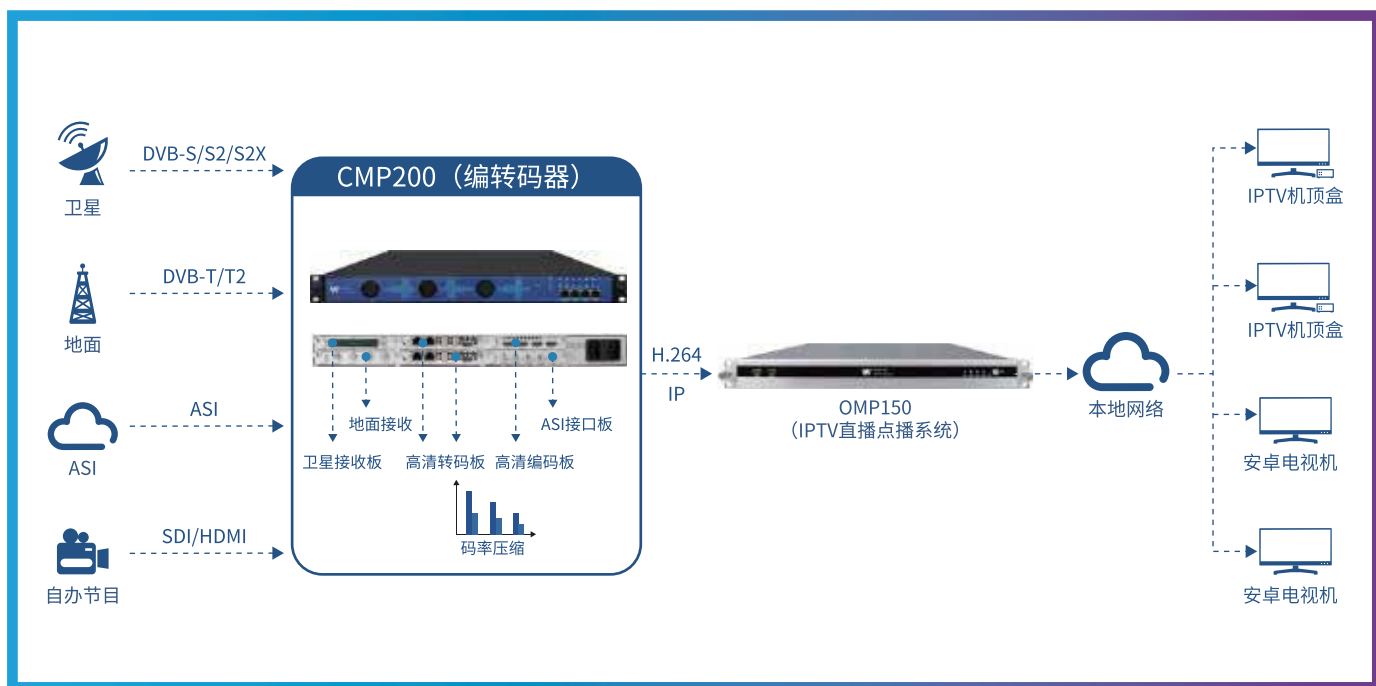 DVB-S/S2/S2X
卫星
DVB-T/T2
地面
ASI
ASI
SDI/HDMI
自办节目
CMP200（编转码器）
地面接收
ASI接口板
卫星接收板
高清转码板
高清编码板
码率压缩
H.264
IP
OMP150
（IPTV直播点播系统）
本地网络
IPTV机顶盒
IPTV机顶盒
安卓电视机
安卓电视机